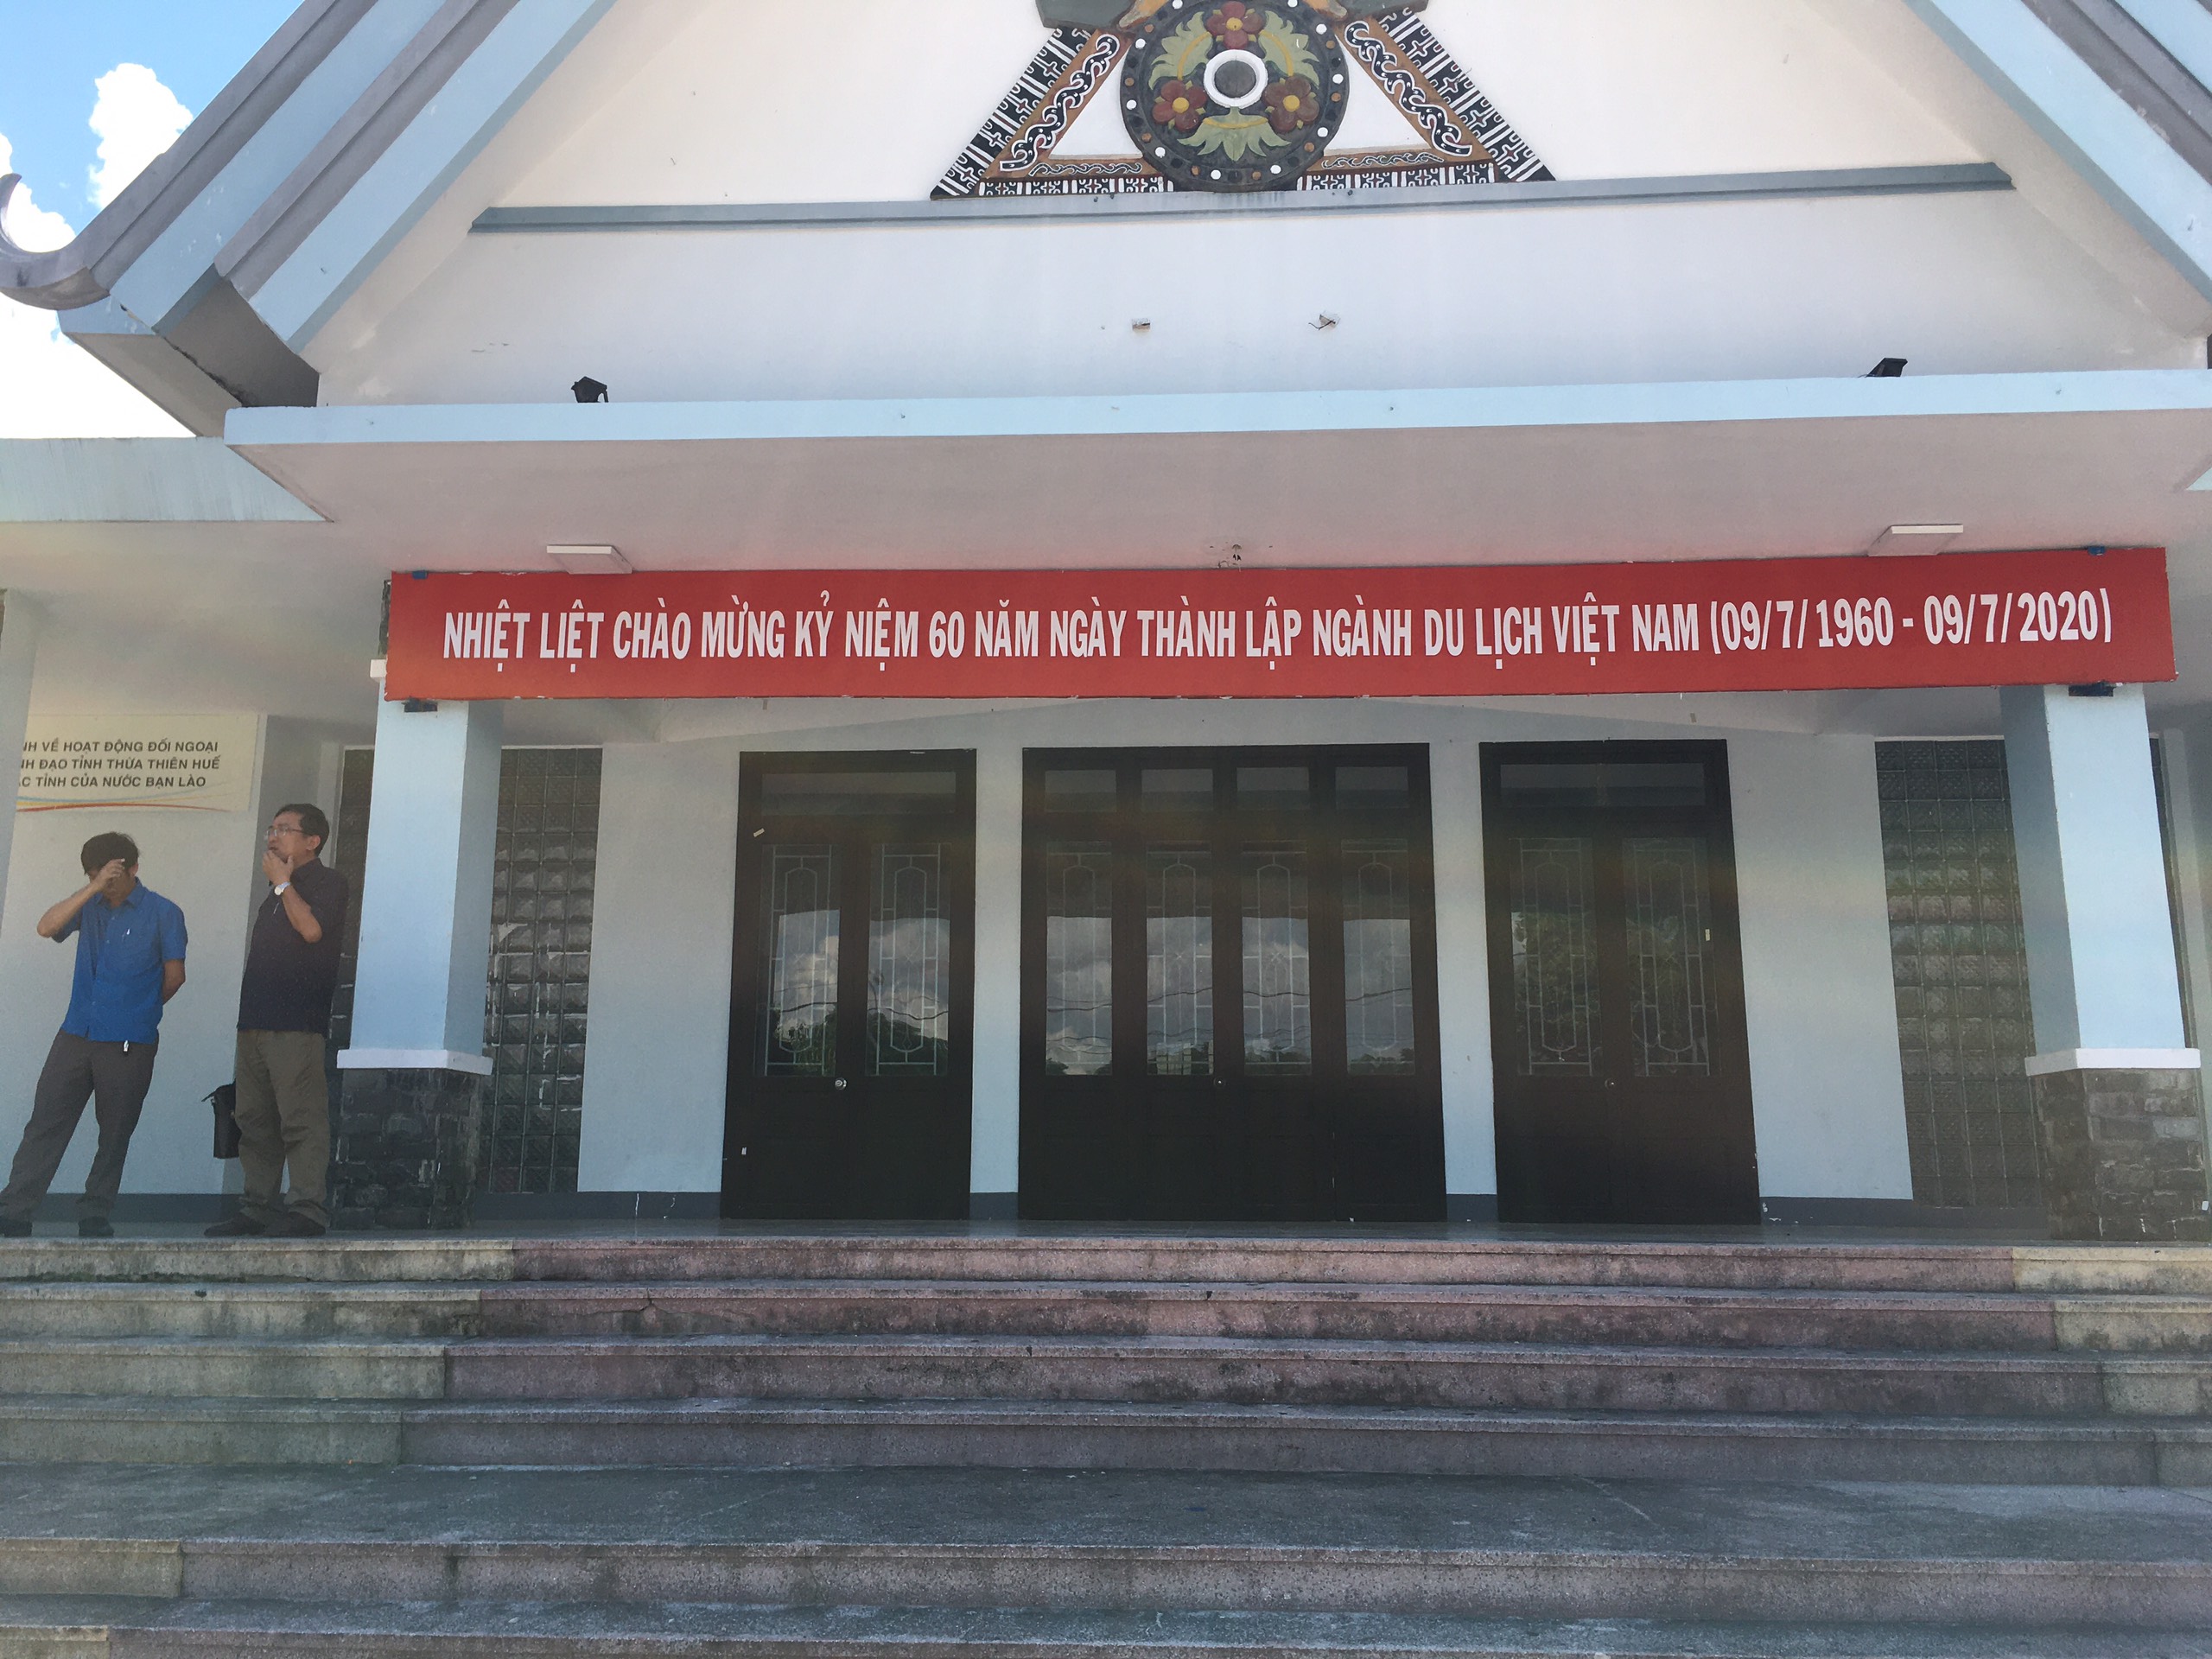 NHIỆT LIỆT CHÀO MỪNG KỶ NIỆM 60 NĂM NGÀY THÀNH LẬP NGÀNH DU LỊCH VIỆT NAM (09/7/1960 - 09/7/2020)
VỀ HOẠT ĐỘNG ĐỐI NGOẠI
ĐẠO TỈNH THỪA THIÊN HUẾ
TỈNH CỦA NƯỚC BẠN LÀO